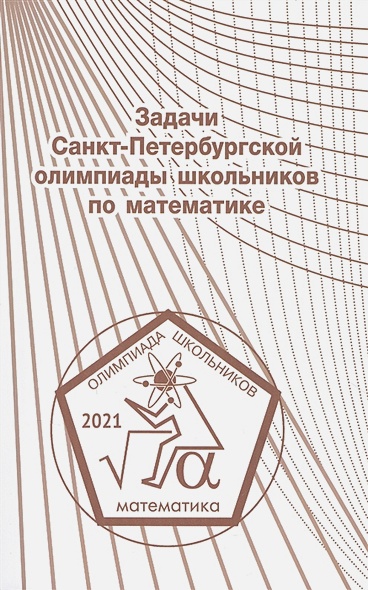 Задачи
Санкт-Петербургской
олимпиады школьников
по математике
ОЛИМПИАДА ШКОЛЬНИКОВ
2021
√ α
математика